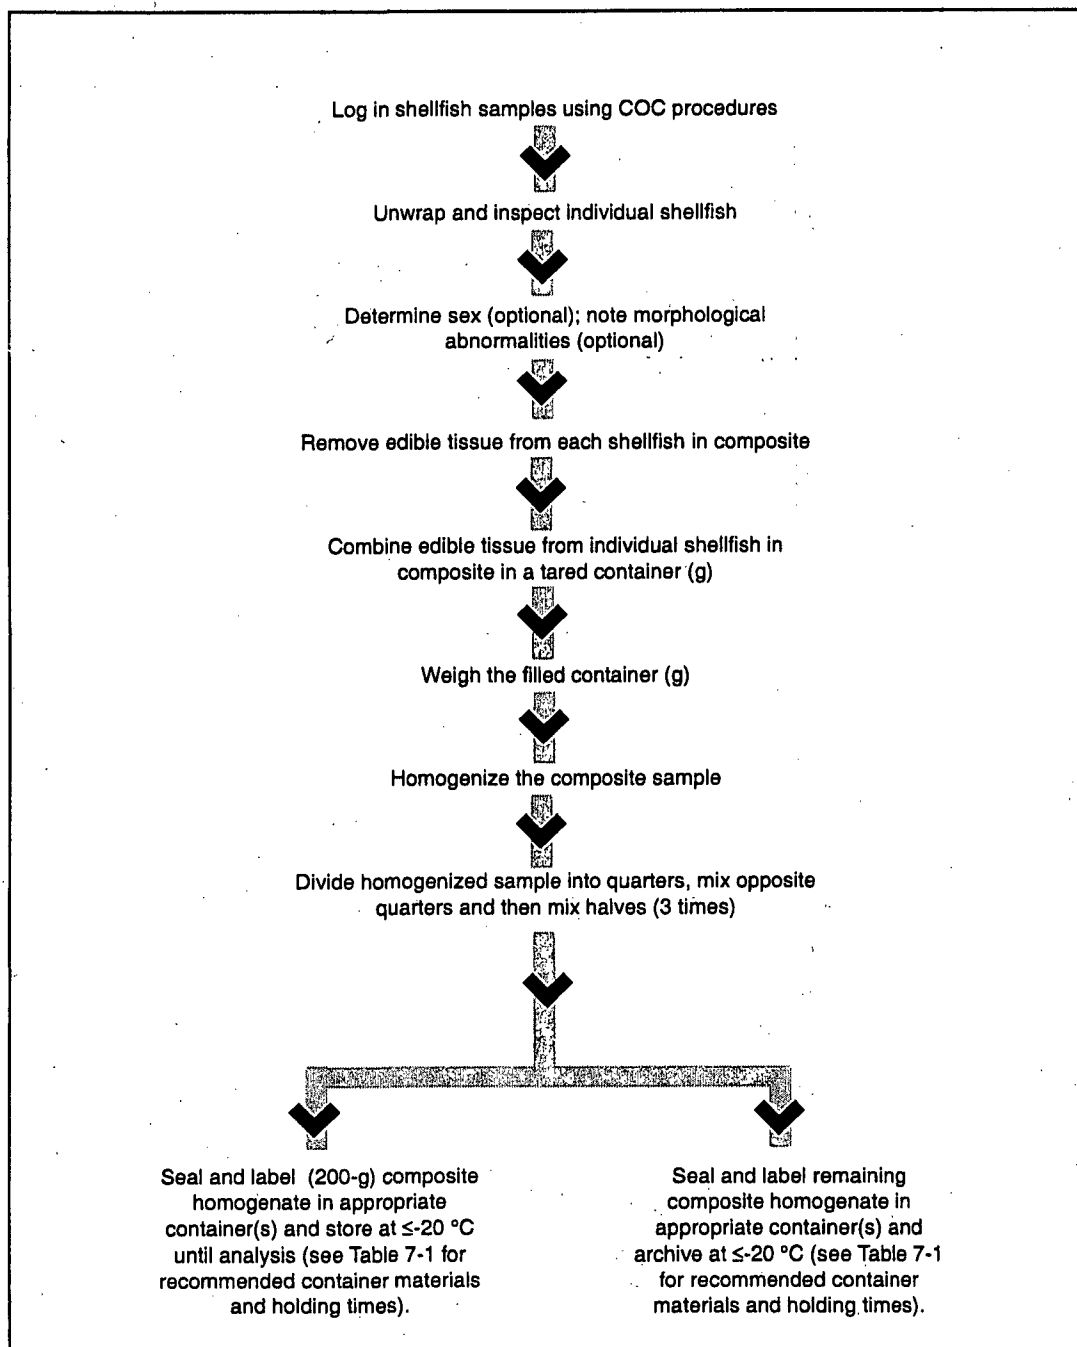 Log in shellfish samples using COC procedures
Unwrap and inspect individual shellfish
Determine sex (optional); note morphological
abnormalities (optional)
Remove edible tissue from each shellfish in composite
Combine edible tissue from individual shellfish in
composite in a tared container (g)
Weigh the filled container (g)
Homogenize the composite sample
Divide homogenized sample into quarters, mix opposite
quarters and then mix halves (3 times)
Seal and label (200-g) composite
homogenate in appropriate
container(s) and store at ≤-20 °C
until analysis (see Table 7-1 for
recommended container materials
and holding times).
Seal and label remaining
composite homogenate in
appropriate container(s) and
archive at ≤-20 °C (see Table 7-1
for recommended container
materials and holding times).